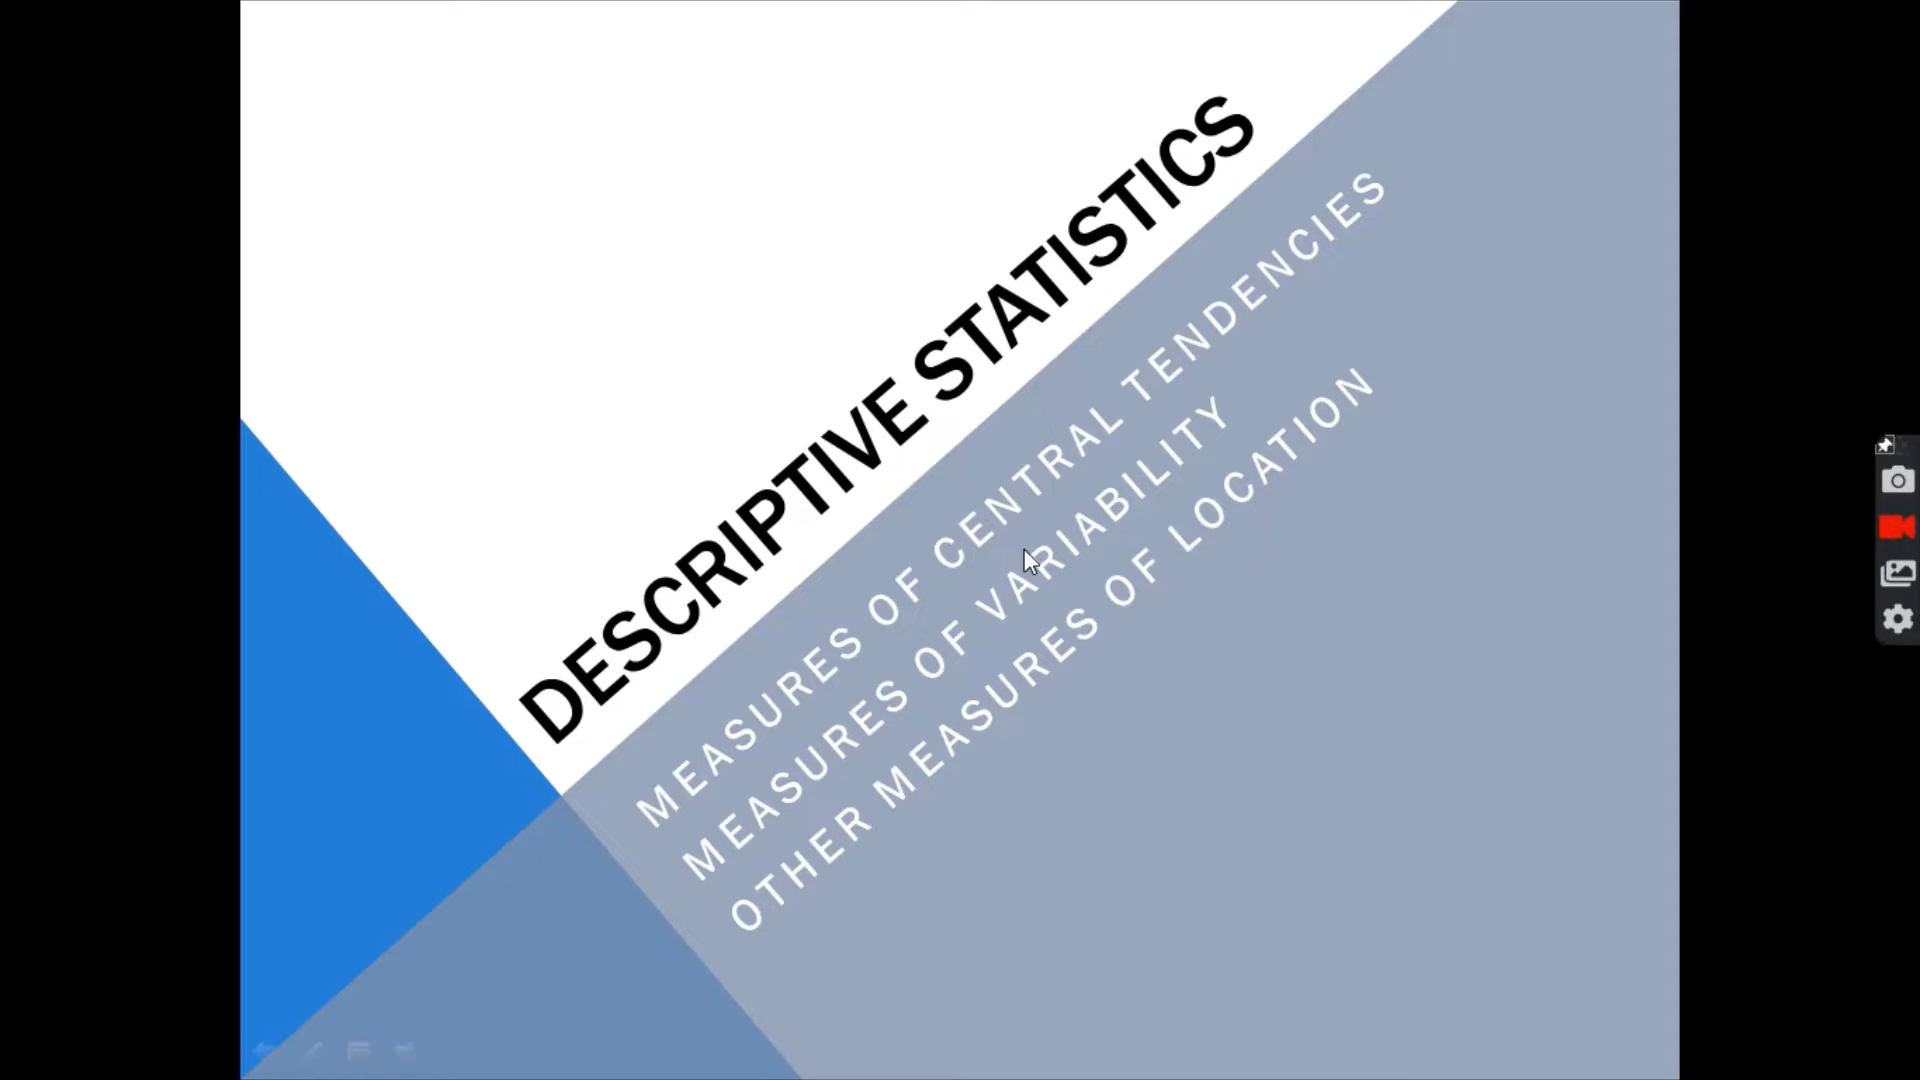 DESCRIPTIVE STATISTICS
MEASURES OF CENTRAL TENDENCIES
MEASURES OF VARIABILITY
OTHER MEASURES OF LOCATION